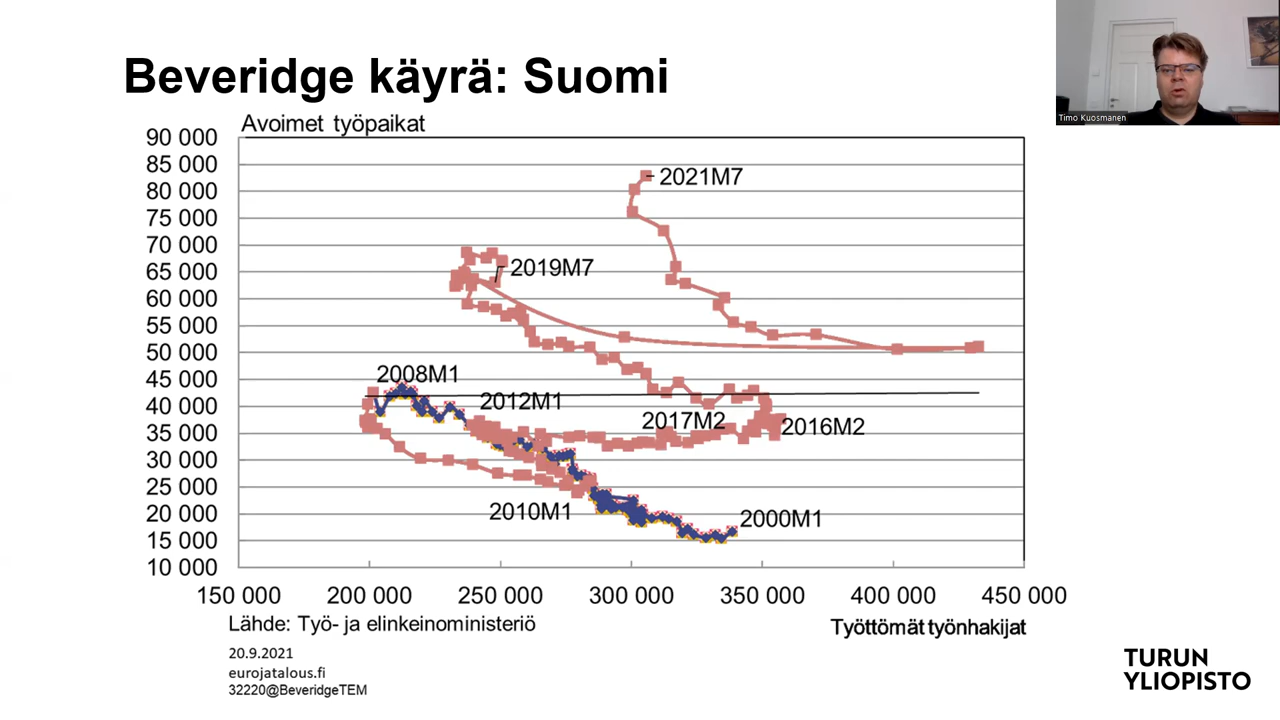 Beveridge käyrä: Suomi
Timo Kuosmanen
Avoimet työpaikat
90 000
85 000
80 000
75 000
70 000
65 000
60 000
55 000
50 000
45 000
40 000
35 000
30 000
25 000
20 000
15 000
10 000
2021M7
2019M7
2008M1
2012M1
2017M2
2016M2
2010M1
2000M1
150 000 200 000 250 000 300 000 350 000 400 000 450 000
Lähde: Työ- ja elinkeinoministeriö
Työttömät työnhakijat
20.9.2021
eurojatalous.fi
32220@BeveridgeTEM
TURUN
YLIOPISTO